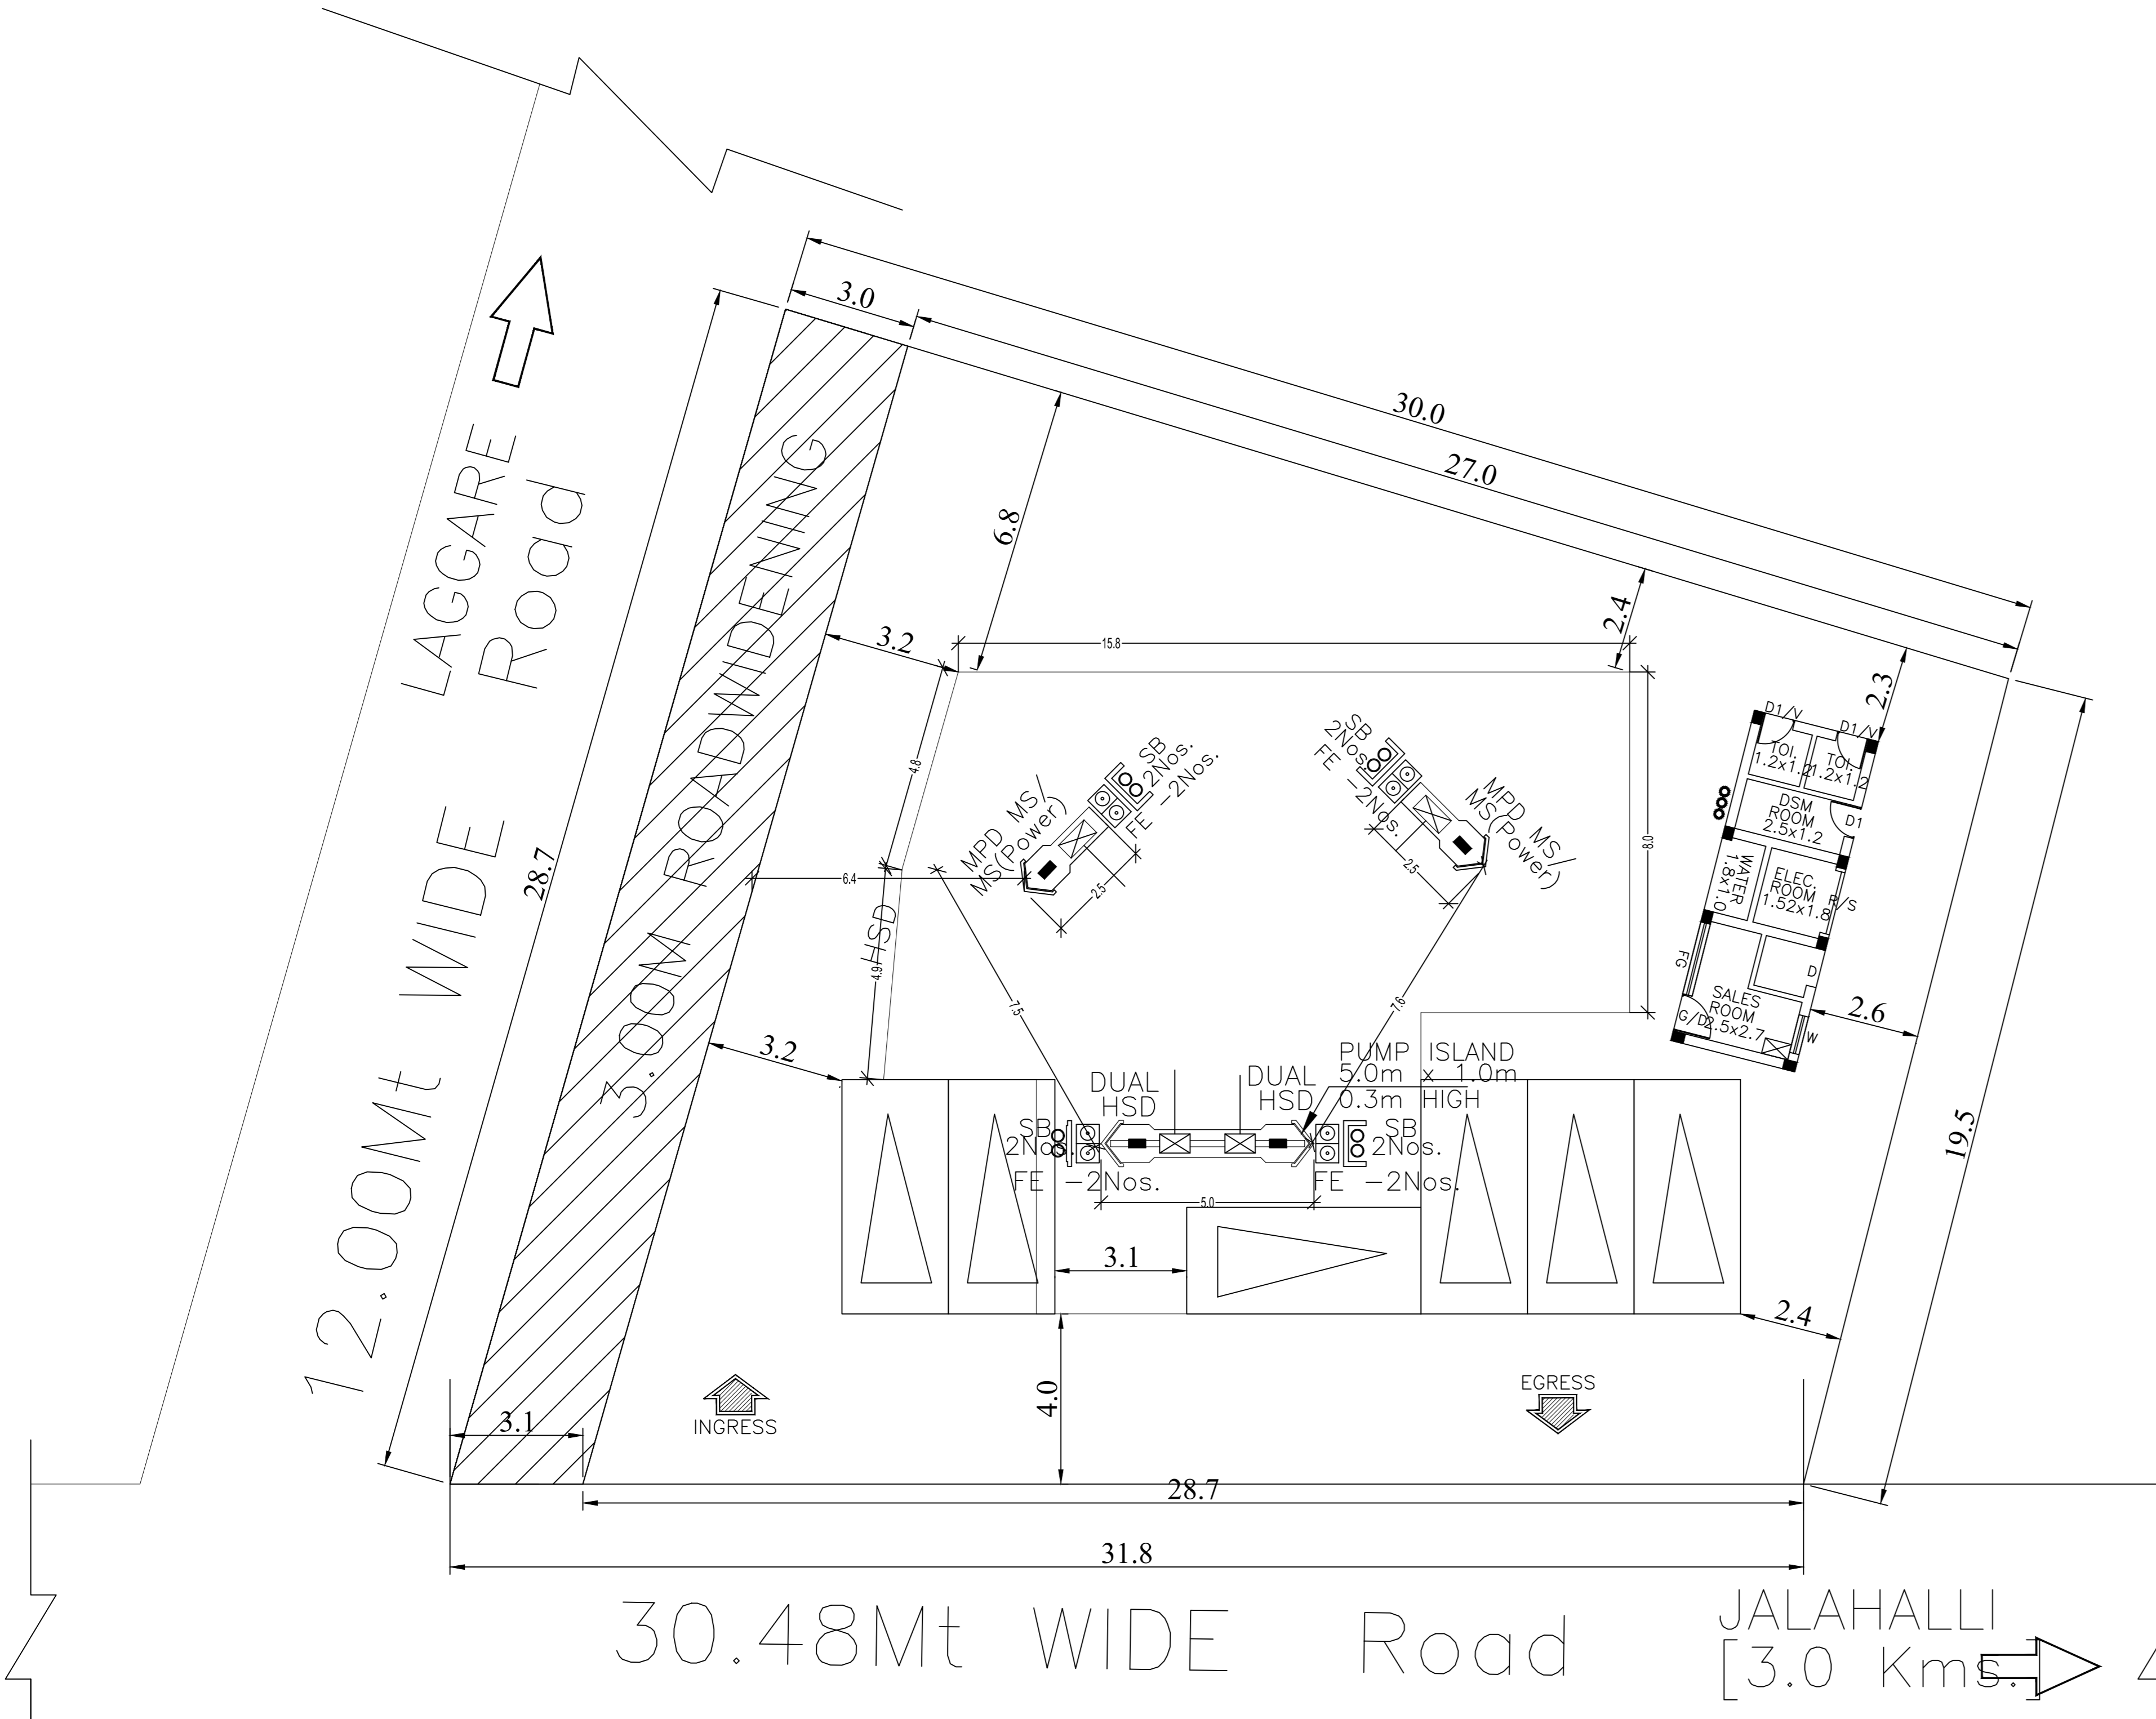 3.0
30.0
27.0
LAGGARE
Road
12.00Mt WIDE
28.7
3.00M ROADWIDENING
6.8
2.4
3.2
15.8
2.3
4.8
8.0
SB
2Nos.
FE -2Nos.
MPD MS/
MS(Power)
2.5
6.4
SB
2Nos.
FE -2Nos.
MPD MS/
MS(Power)
2.5
D1/V
D1/V
TOI.
1.2x1.2
TOI.
1.2x1.2
DSM
ROOM
2.5x1.2
D1
WATER
1.8x1.0
ELEC.
ROOM
1.52x1.8
R/S
FG
D
SALES
ROOM
2.5x2.7
G/D
W
2.6
HSD
4.97
7.5
7.6
3.2
PUMP ISLAND
5.0m x 1.0m
0.3m HIGH
DUAL
HSD
DUAL
HSD
SB
2Nos.
FE -2Nos.
SB
2Nos.
FE -2Nos.
5.0
3.1
19.5
2.4
4.0
INGRESS
EGRESS
3.1
28.7
31.8
30.48Mt WIDE Road
JALAHALLI
[3.0 Kms.]